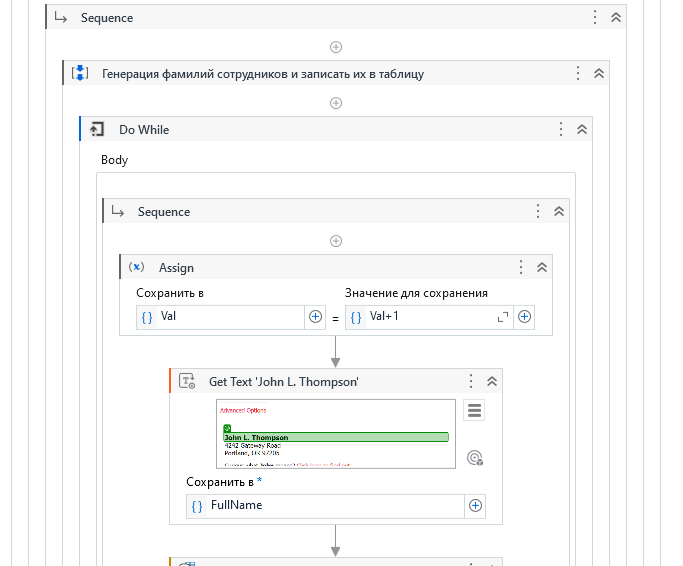 Sequence
Генерация фамилий сотрудников и записать их в таблицу
Do While
Body
Sequence
(x) Assign
Сохранить в Значение для сохранения
{} Val = {} Val+1
Get Text 'John L. Thompson'
Advanced Options
John L. Thompson
4242 Gateway Road
Portland, OR 97205
Сохранить в *
{} FullName